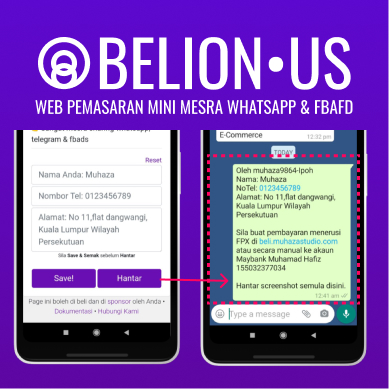 BELION•US
WEB PEMASARAN MINI MESRA WHATSAPP & FBAFD
telegram & fbads
Reset
Nama Anda: Muhaza
Nombor Tel: 0123456789
Alamat: No 11,flat dangwangi,
Kuala Lumpur Wilayah
Persekutuan
Sila Save & Semak sebelum Hantar
Save!
Hantar
Page ini boleh di beli dan di sponsor oleh Anda •
Dokumentasi • Hubungi Kami
E-Commerce
12:32 pm
TODAY
Oleh muhaza9864-Ipoh
Nama: Muhaza
NoTel: 0123456789
Alamat: No 11,flat dangwangi,
Kuala Lumpur Wilayah
Persekutuan
Sila buat pembayaran menerusi
FPX di beli.muhazastudio.com
atau secara manual ke akaun
Maybank Muhamad Hafiz
155032377034
Hantar screenshot semula disini.
12:41 am
Type a message